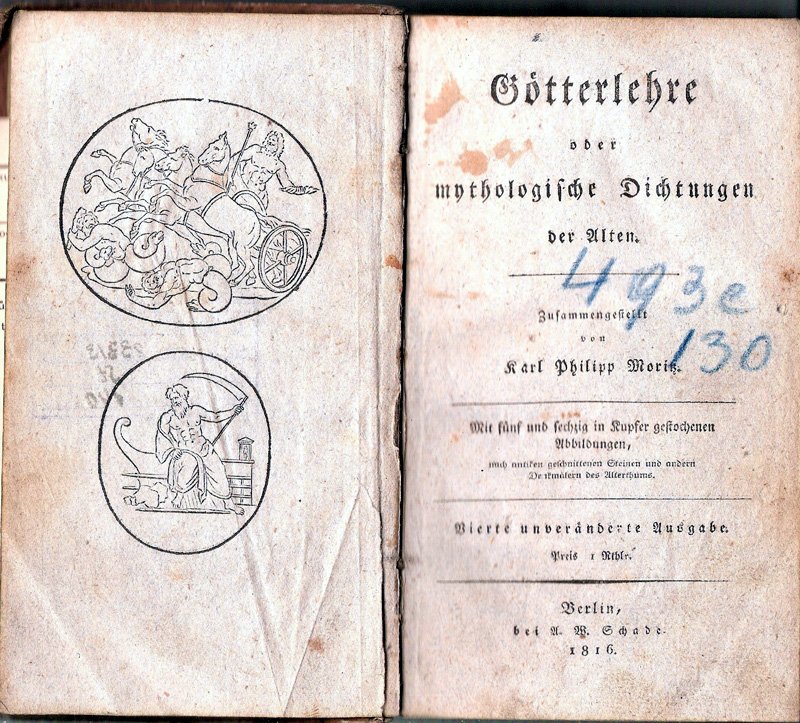 Götterlehre
oder
mythologische Dichtungen
der Alten.
493e
Zusammengestellt
von
130
Karl Philipp Moritz.
Mit fünf und sechzig in Kupfer gestochenen
Abbildungen,
nach antiken geschnittenen Steinen und andern
Denkmälern des Alterthums.
Vierte unveränderte Ausgabe.
Preis 1 Rthlr.
Berlin,
bei A. W. Schade.
1816.